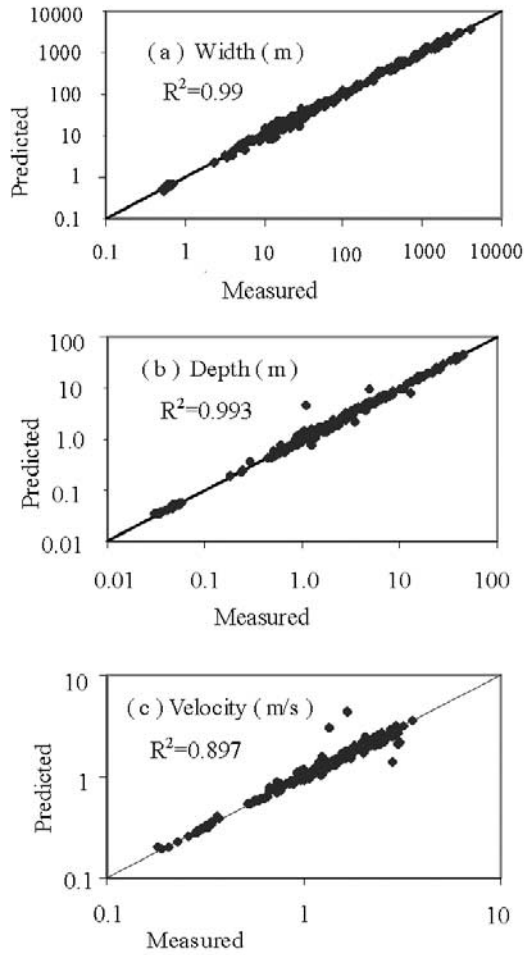 10000
1000
100
10
1
0.1
Predicted
( a ) Width ( m )
R²=0.99
0.1 1 10 100 1000 10000
Measured
100
10
1.0
0.1
0.01
Predicted
( b ) Depth ( m )
R²=0.993
0.01 0.1 1.0 10 100
Measured
10
1
0.1
Predicted
( c ) Velocity ( m/s )
R²=0.897
0.1 1 10
Measured